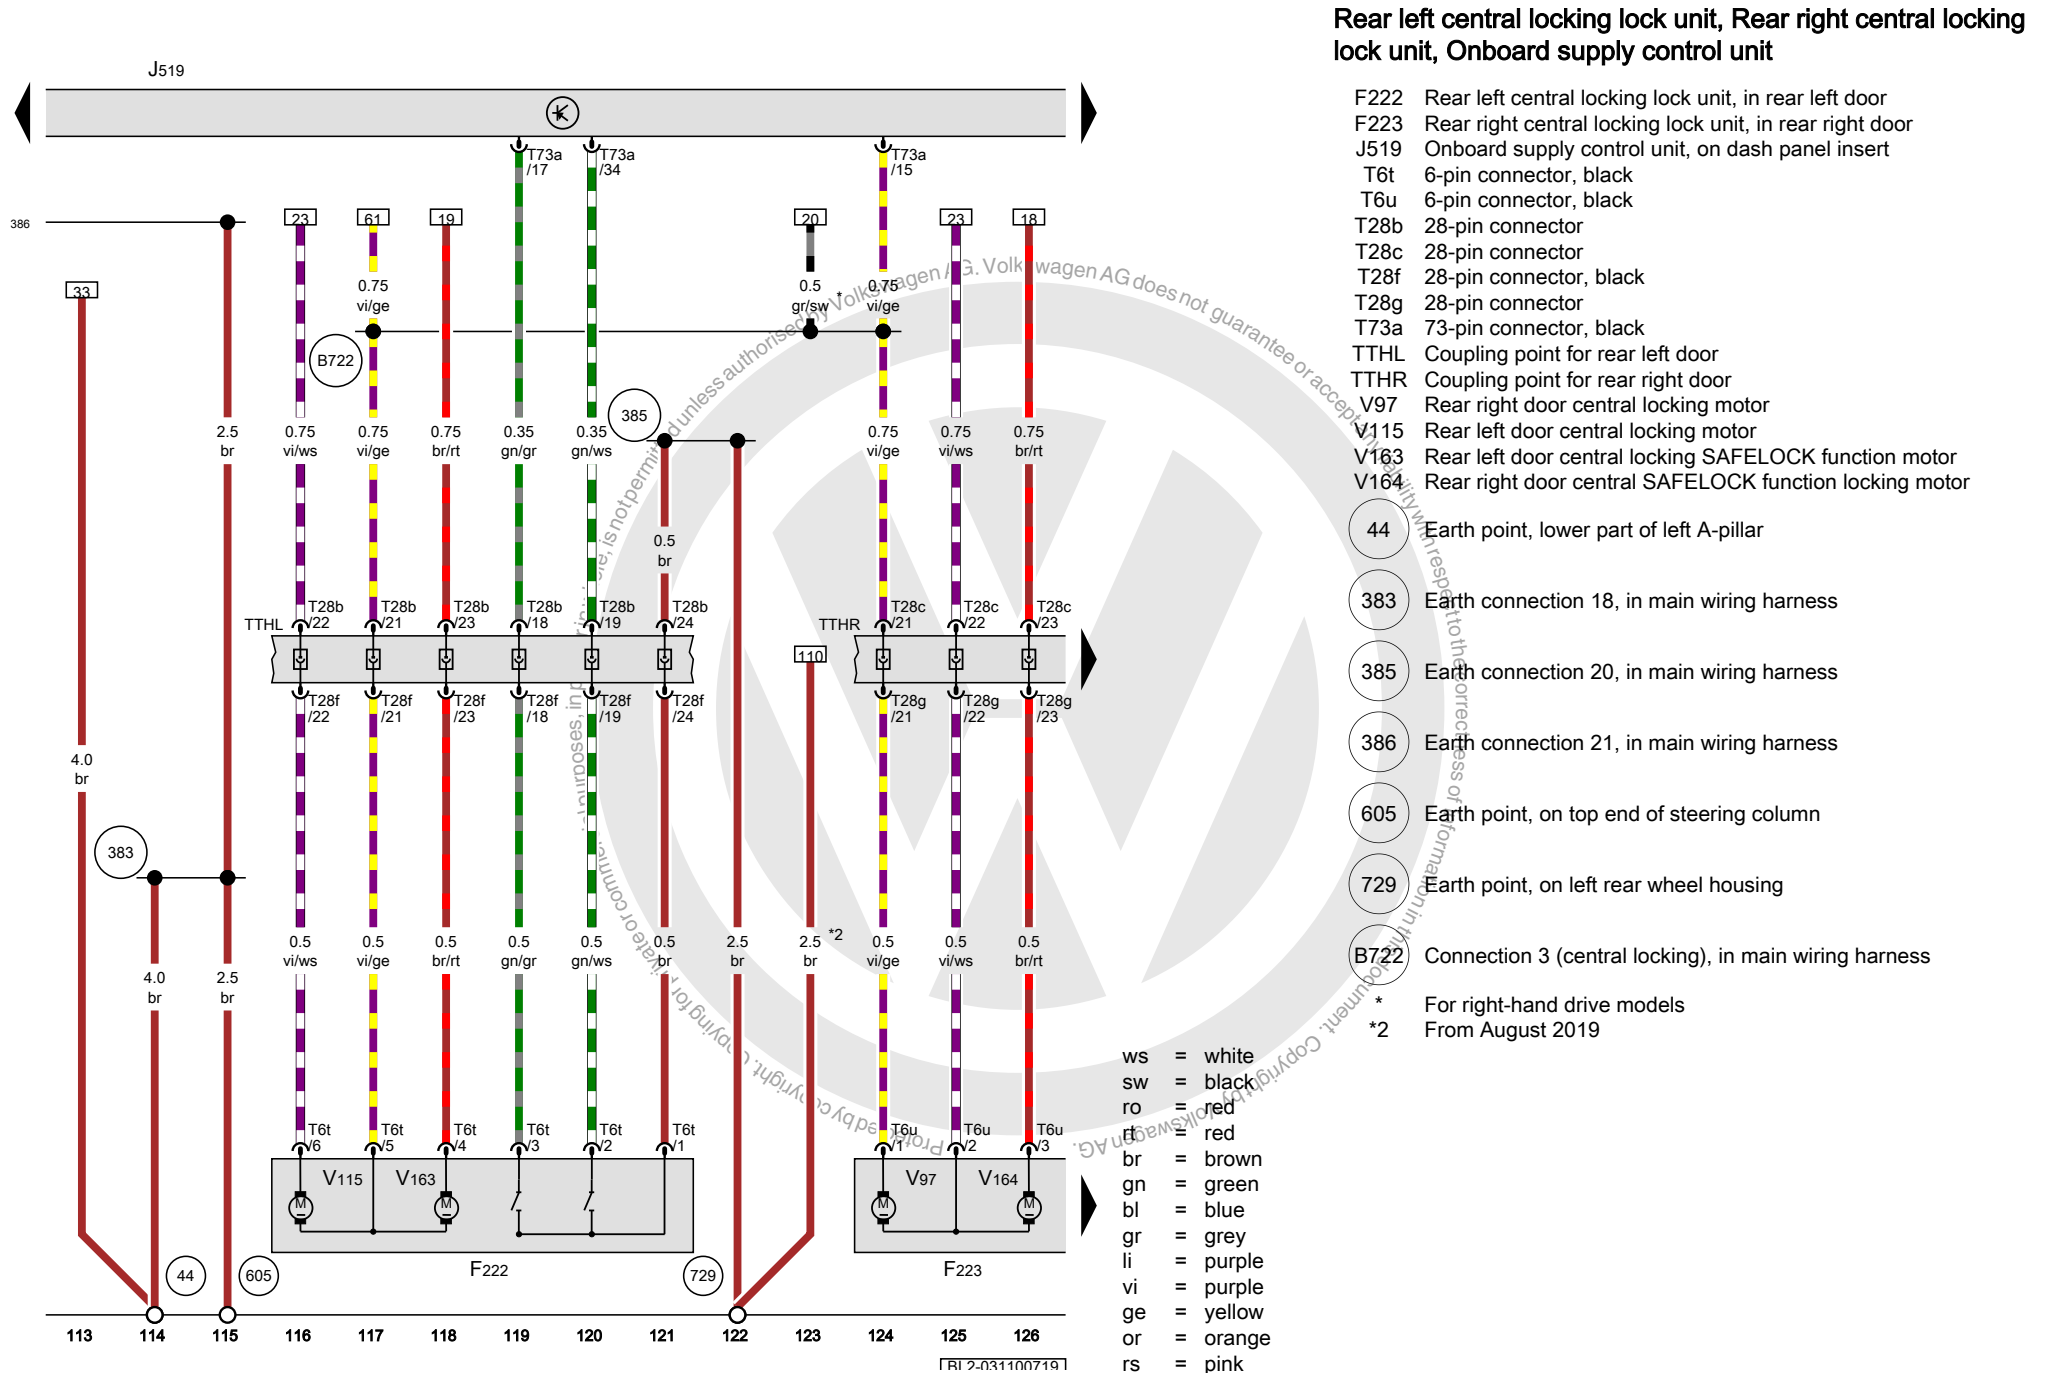 Rear left central locking lock unit, Rear right central locking
lock unit, Onboard supply control unit
F222 Rear left central locking lock unit, in rear left door
F223 Rear right central locking lock unit, in rear right door
J519 Onboard supply control unit, on dash panel insert
T6t 6-pin connector, black
T6u 6-pin connector, black
T28b 28-pin connector
T28c 28-pin connector
T28f 28-pin connector, black
T28g 28-pin connector
T73a 73-pin connector, black
TTHL Coupling point for rear left door
TTHR Coupling point for rear right door
V97 Rear right door central locking motor
V115 Rear left door central locking motor
V163 Rear left door central locking SAFELOCK function motor
V164 Rear right door central SAFELOCK function locking motor
44 Earth point, lower part of left A-pillar
383 Earth connection 18, in main wiring harness
385 Earth connection 20, in main wiring harness
386 Earth connection 21, in main wiring harness
605 Earth point, on top end of steering column
729 Earth point, on left rear wheel housing
B722 Connection 3 (central locking), in main wiring harness
* For right-hand drive models
*2 From August 2019
ws = white
sw = black
ro = red
rt = red
br = brown
gn = green
bl = blue
gr = grey
li = purple
vi = purple
ge = yellow
or = orange
rs = pink
J519
T73a /17 T73a /34 T73a /15
386
23 61 19 20 23 18
33
0.75 vi/ge
0.5 gr/sw *
0.75 vi/ge
B722
385
2.5 br
0.75 vi/ws
0.75 vi/ge
0.75 br/rt
0.35 gn/gr
0.35 gn/ws
0.75 vi/ge
0.75 vi/ws
0.75 br/rt
0.5 br
TTHL
T28b /22 T28b /21 T28b /23 T28b /18 T28b /19 T28b /24
TTHR
T28c /21 T28c /22 T28c /23
110
T28f /22 T28f /21 T28f /23 T28f /18 T28f /19 T28f /24
T28g /21 T28g /22 T28g /23
4.0 br
383
0.5 vi/ws
0.5 vi/ge
0.5 br/rt
0.5 gn/gr
0.5 gn/ws
0.5 br
2.5 br
2.5 br *2
0.5 vi/ge
0.5 vi/ws
0.5 br/rt
4.0 br
2.5 br
T6t /6 T6t /5 T6t /4 T6t /3 T6t /2 T6t /1
T6u /1 T6u /2 T6u /3
V115 V163 V97 V164
M M M M
F222 F223
44 605 729
113 114 115 116 117 118 119 120 121 122 123 124 125 126
BL2-031100719